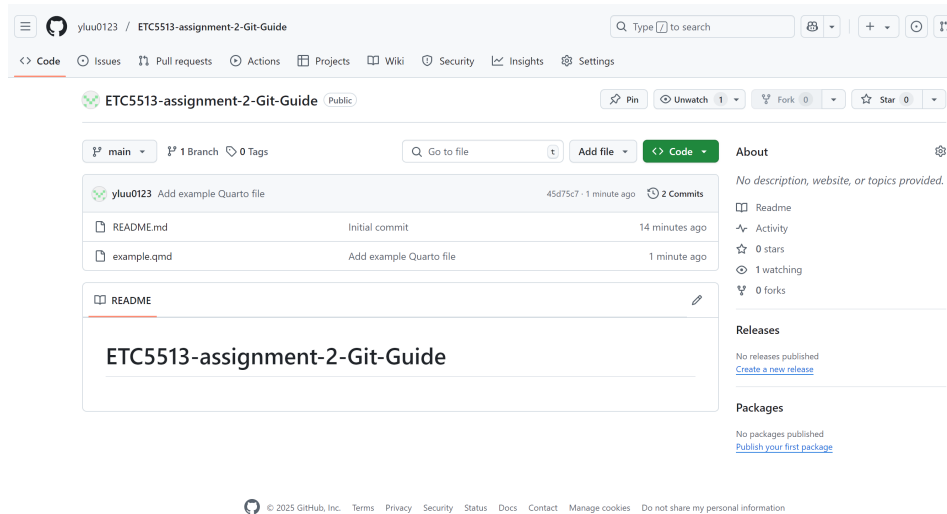 yluu0123 / ETC5513-assignment-2-Git-Guide
Type / to search
Code Issues Pull requests Actions Projects Wiki Security Insights Settings
ETC5513-assignment-2-Git-Guide Public
Pin Unwatch 1 Fork 0 Star 0
main 1 Branch 0 Tags Go to file t Add file <> Code
yluu0123 Add example Quarto file 45d75c7 · 1 minute ago 2 Commits
README.md Initial commit 14 minutes ago
example.qmd Add example Quarto file 1 minute ago
README
ETC5513-assignment-2-Git-Guide
About
No description, website, or topics provided.
Readme
Activity
0 stars
1 watching
0 forks
Releases
No releases published
Create a new release
Packages
No packages published
Publish your first package
© 2025 GitHub, Inc. Terms Privacy Security Status Docs Contact Manage cookies Do not share my personal information